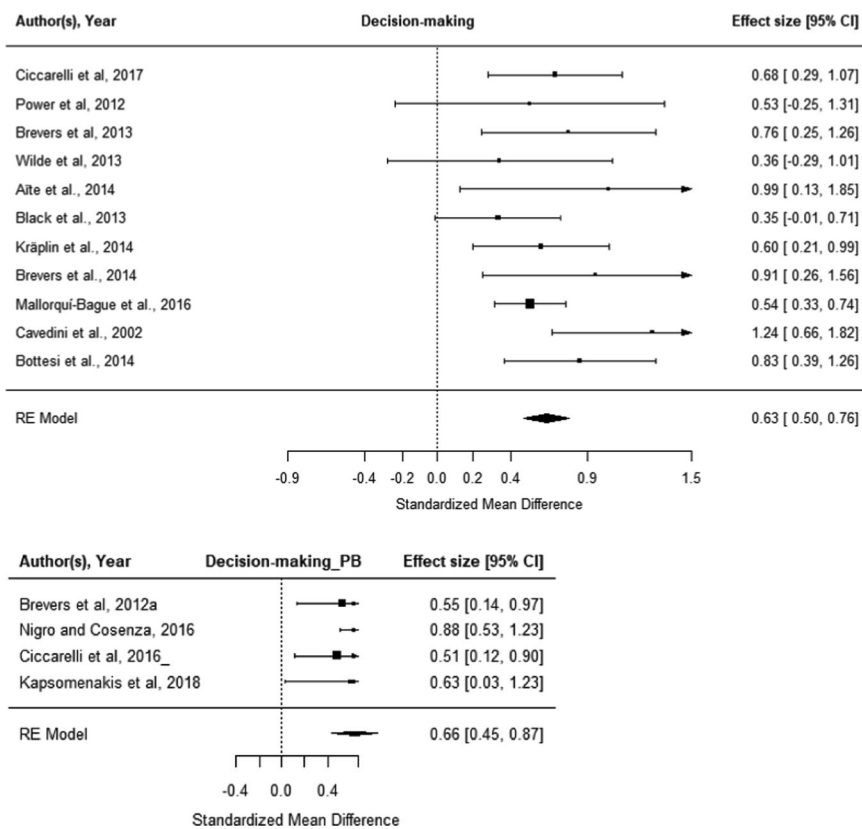 Author(s), Year Decision-making Effect size [95% CI]
Ciccarelli et al, 2017 0.68 [ 0.29, 1.07]
Power et al, 2012 0.53 [-0.25, 1.31]
Brevers et al, 2013 0.76 [ 0.25, 1.26]
Wilde et al, 2013 0.36 [-0.29, 1.01]
Aïte et al., 2014 0.99 [ 0.13, 1.85]
Black et al., 2013 0.35 [-0.01, 0.71]
Kräplin et al., 2014 0.60 [ 0.21, 0.99]
Brevers et al., 2014 0.91 [ 0.26, 1.56]
Mallorquí-Bague et al., 2016 0.54 [ 0.33, 0.74]
Cavedini et al., 2002 1.24 [ 0.66, 1.82]
Bottesi et al., 2014 0.83 [ 0.39, 1.26]
RE Model 0.63 [ 0.50, 0.76]
-0.9 -0.4 -0.2 0.0 0.2 0.4 0.9 1.5
Standardized Mean Difference
Author(s), Year Decision-making_PB Effect size [95% CI]
Brevers et al, 2012a 0.55 [0.14, 0.97]
Nigro and Cosenza, 2016 0.88 [0.53, 1.23]
Ciccarelli et al, 2016_ 0.51 [0.12, 0.90]
Kapsomenakis et al, 2018 0.63 [0.03, 1.23]
RE Model 0.66 [0.45, 0.87]
-0.4 0.0 0.4
Standardized Mean Difference